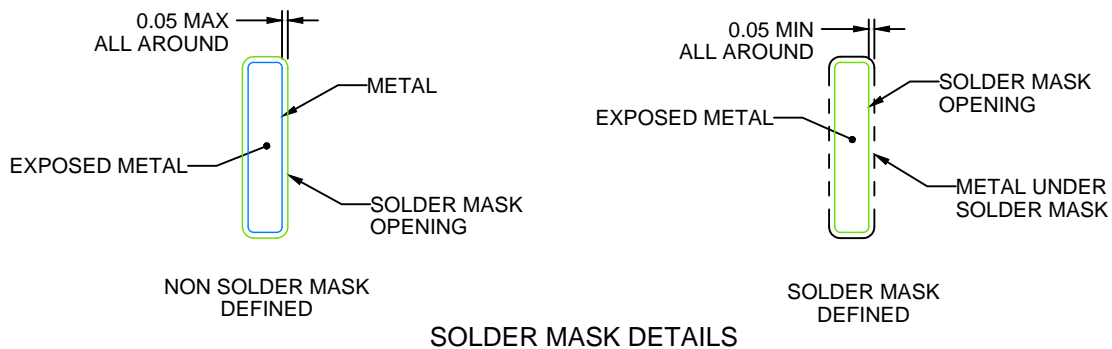 0.05 MAX
ALL AROUND
METAL
EXPOSED METAL
SOLDER MASK
OPENING
NON SOLDER MASK
DEFINED
0.05 MIN
ALL AROUND
SOLDER MASK
OPENING
EXPOSED METAL
METAL UNDER
SOLDER MASK
SOLDER MASK
DEFINED
SOLDER MASK DETAILS